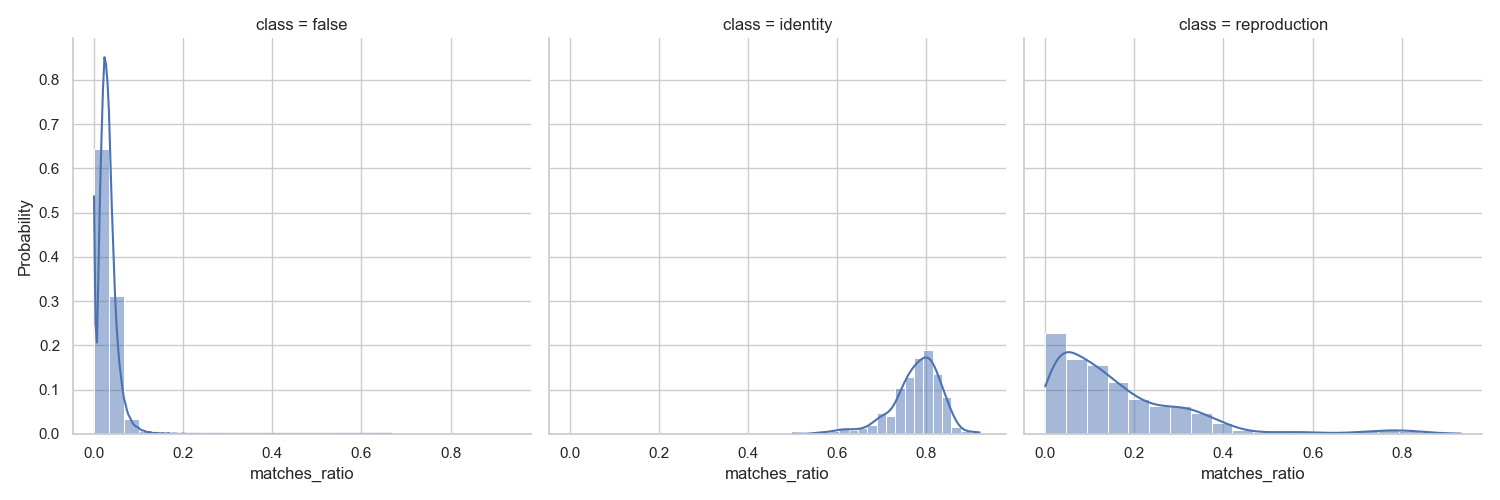 class = false
class = identity
class = reproduction
Probability
0.8
0.7
0.6
0.5
0.4
0.3
0.2
0.1
0.0
0.0 0.2 0.4 0.6 0.8
0.0 0.2 0.4 0.6 0.8
0.0 0.2 0.4 0.6 0.8
matches_ratio
matches_ratio
matches_ratio